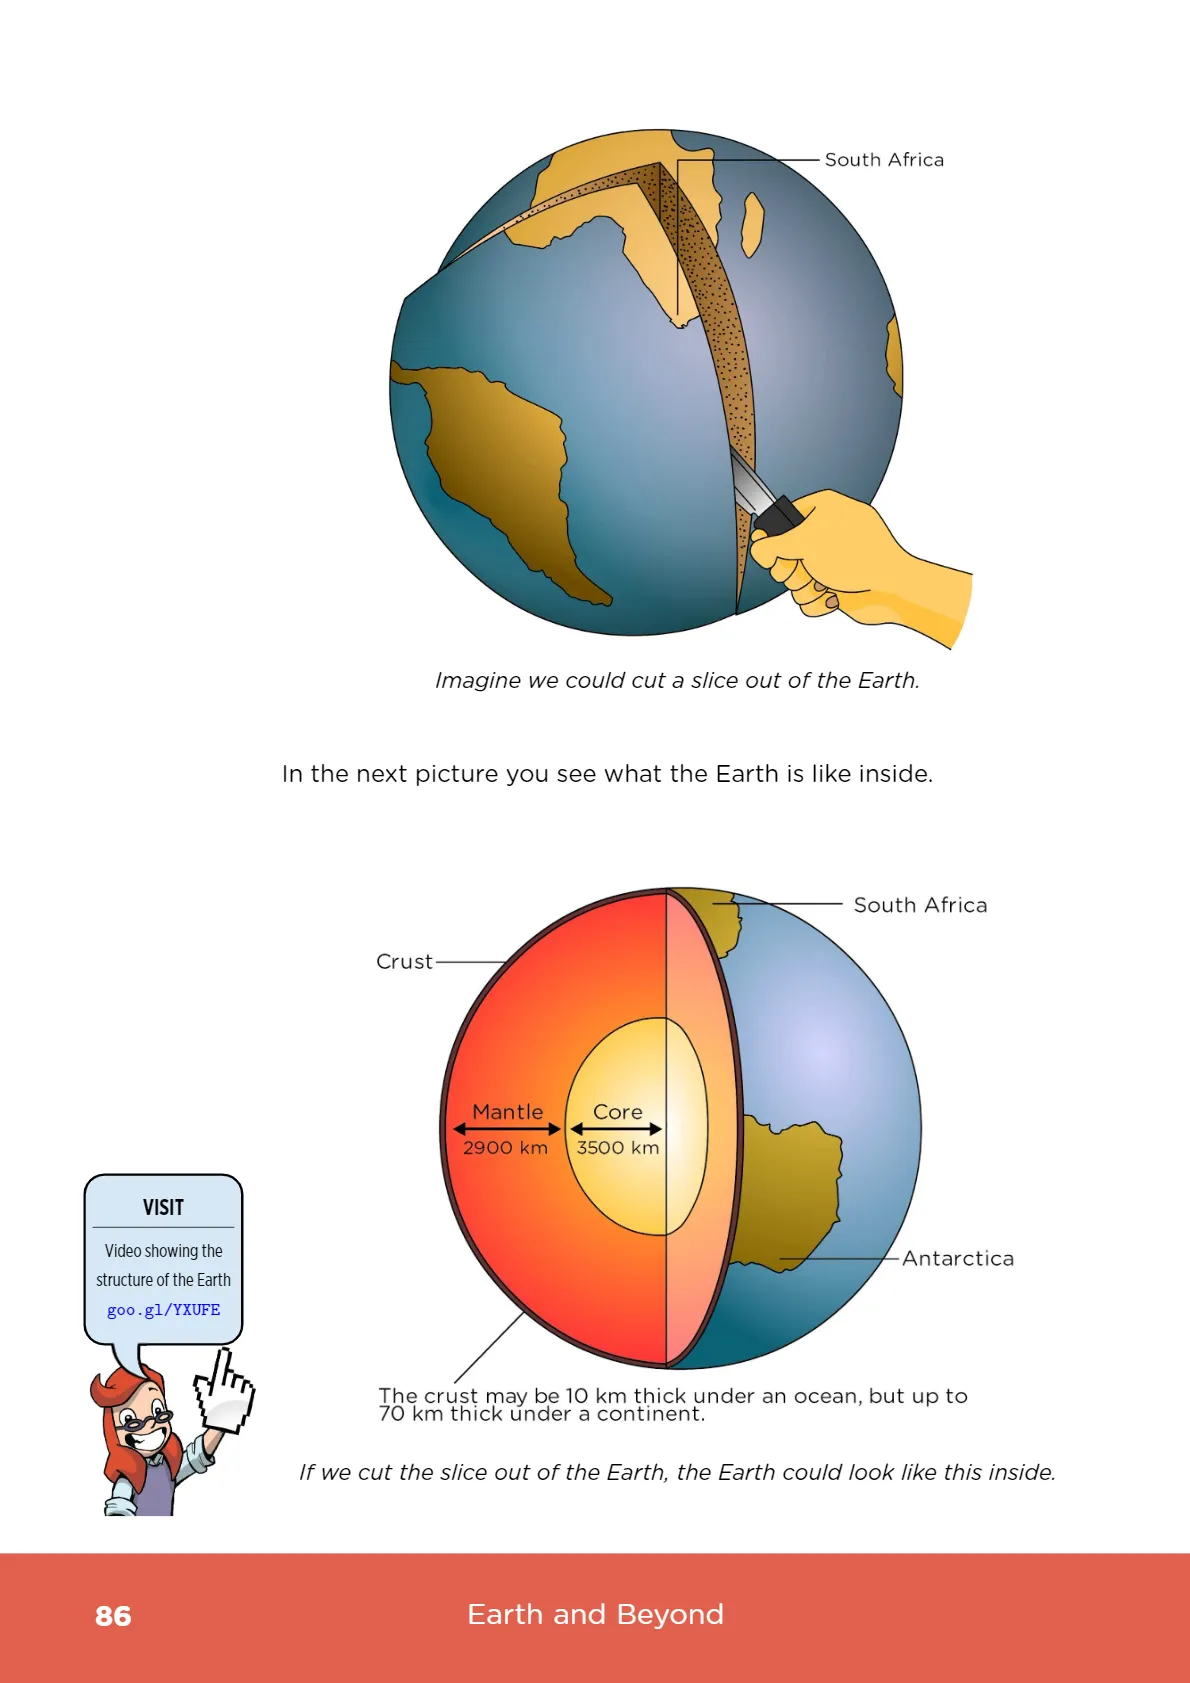 South Africa
Imagine we could cut a slice out of the Earth.
In the next picture you see what the Earth is like inside.
South Africa
Crust
Mantle
Core
2900 km
3500 km
Antarctica
The crust may be 10 km thick under an ocean, but up to
70 km thick under a continent.
If we cut the slice out of the Earth, the Earth could look like this inside.
VISIT
Video showing the
structure of the Earth
goo.gl/YXUFE
86
Earth and Beyond